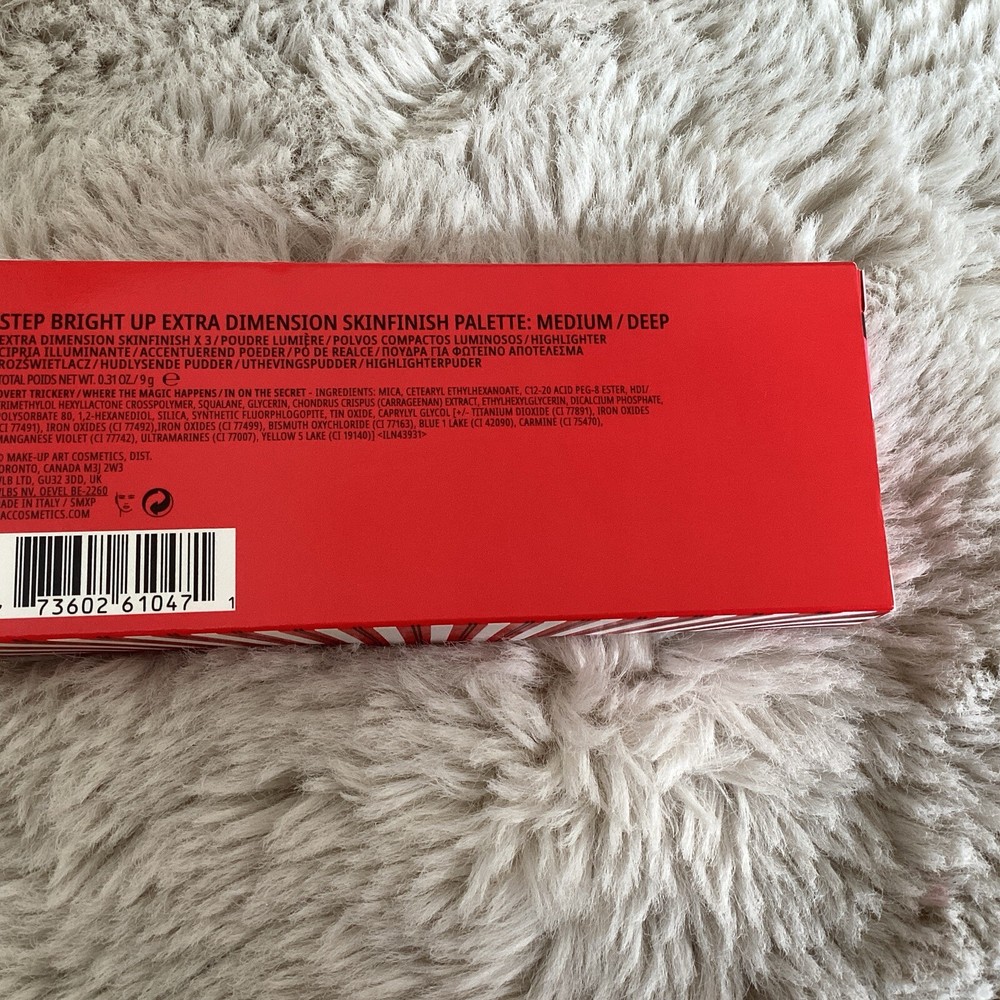 STEP BRIGHT UP EXTRA DIMENSION SKINFINISH PALETTE: MEDIUM / DEEP
EXTRA DIMENSION SKINFINISH X 3 / POUDRE LUMIÈRE / POLVOS COMPACTOS LUMINOSOS / HIGHLIGHTER
CIPRIA ILLUMINANTE / ACCENTUEREND POEDER / PÓ DE REALCE / ΠΟΥΔΡΑ ΓΙΑ ΦΩΤΕΙΝΟ ΑΠΟΤΕΛΕΣΜΑ
ROZŚWIETLACZ / HUDLYSENDE PUDDER / UTHEVINGSPUDDER / HIGHLIGHTERPUDER
TOTAL POIDS NET WT. 0.31 OZ./ 9 g ℮
OVERT TRICKERY / WHERE THE MAGIC HAPPENS / IN ON THE SECRET - INGREDIENTS: MICA, CETEARYL ETHYLHEXANOATE, C12-20 ACID PEG-8 ESTER, HDI/
TRIMETHYLOL HEXYLLACTONE CROSSPOLYMER, SQUALANE, GLYCERIN, CHONDRUS CRISPUS (CARRAGEENAN) EXTRACT, ETHYLHEXYLGLYCERIN, DICALCIUM PHOSPHATE,
POLYSORBATE 80, 1,2-HEXANEDIOL, SILICA, SYNTHETIC FLUORPHLOGOPITE, TIN OXIDE, CAPRYLYL GLYCOL [+/- TITANIUM DIOXIDE (CI 77891), IRON OXIDES
(CI 77491), IRON OXIDES (CI 77492),IRON OXIDES (CI 77499), BISMUTH OXYCHLORIDE (CI 77163), BLUE 1 LAKE (CI 42090), CARMINE (CI 75470),
MANGANESE VIOLET (CI 77742), ULTRAMARINES (CI 77007), YELLOW 5 LAKE (CI 19140)] <ILN43931>
© MAKE-UP ART COSMETICS, DIST.
TORONTO, CANADA M3J 2W3
WLB LTD, GU32 3DD, UK
LBS NV, OEVEL BE-2260
MADE IN ITALY / SMXP
ACCOSMETICS.COM
73602 61047 1